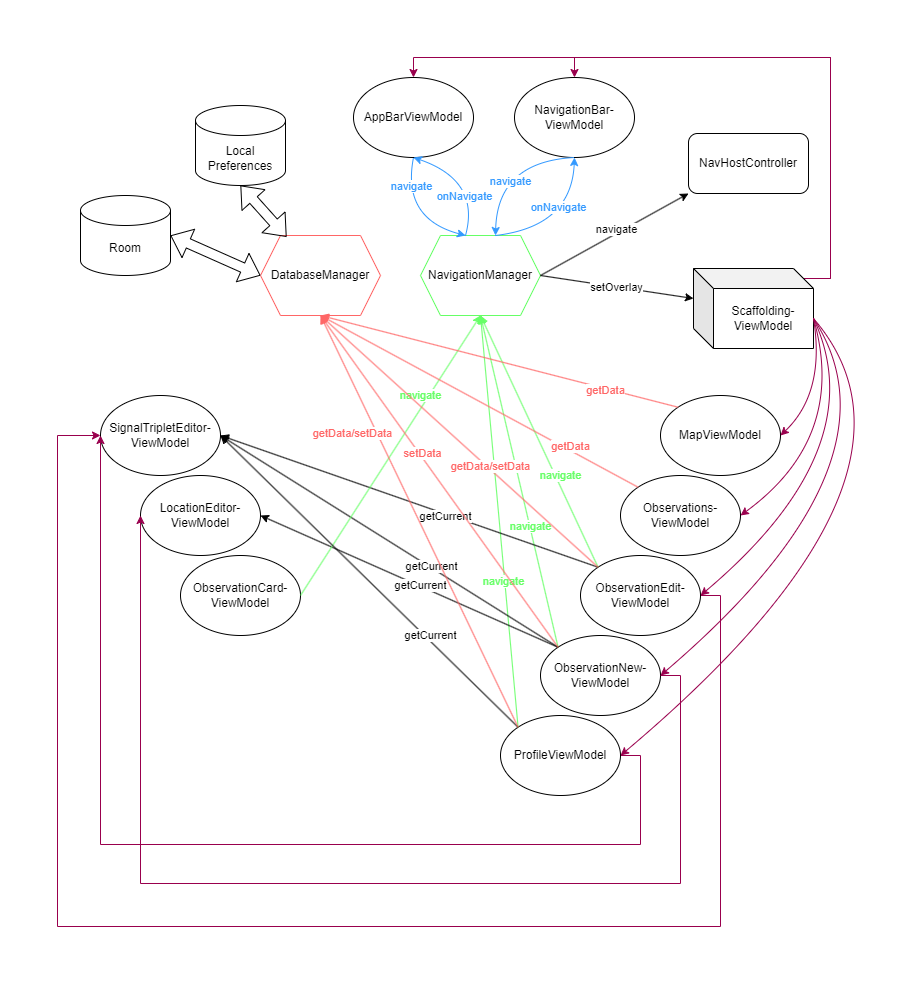 AppBarViewModel
NavigationBar-
ViewModel
Local
Preferences
NavHostController
navigate
onNavigate
navigate
onNavigate
navigate
Room
DatabaseManager
NavigationManager
setOverlay
Scaffolding-
ViewModel
getData
navigate
SignalTripletEditor-
ViewModel
getData/setData
setData
getData
MapViewModel
getData/setData
navigate
LocationEditor-
ViewModel
getCurrent
navigate
Observations-
ViewModel
getCurrent
getCurrent
navigate
ObservationCard-
ViewModel
ObservationEdit-
ViewModel
getCurrent
ObservationNew-
ViewModel
ProfileViewModel